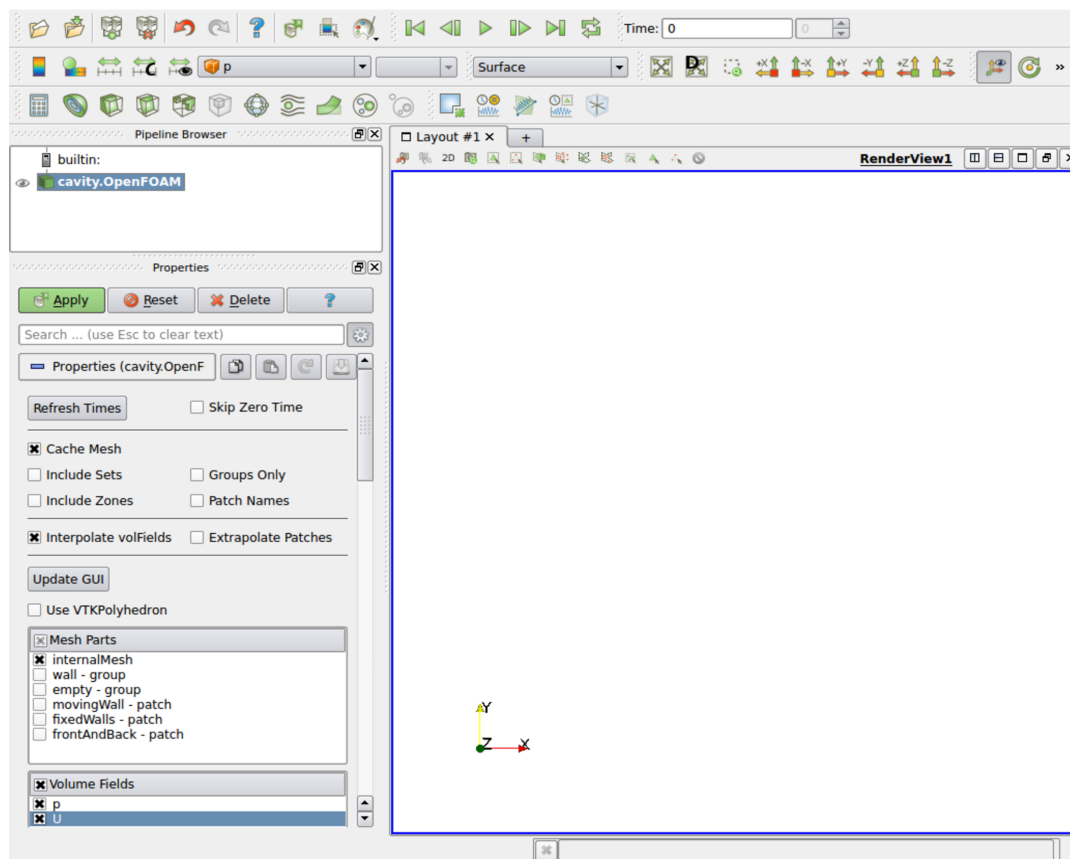 Time: 0
0
p
Surface
+X
-X
+Y
-Y
+Z
-Z
»
Pipeline Browser
Layout #1
+
builtin:
2D
RenderView1
cavity.OpenFOAM
Properties
Apply
Reset
Delete
?
Search ... (use Esc to clear text)
Properties (cavity.OpenF
Refresh Times
Skip Zero Time
Cache Mesh
Include Sets
Groups Only
Include Zones
Patch Names
Interpolate volFields
Extrapolate Patches
Update GUI
Use VTKPolyhedron
Mesh Parts
internalMesh
wall - group
empty - group
movingWall - patch
fixedWalls - patch
frontAndBack - patch
Y
Z
X
Volume Fields
p
U